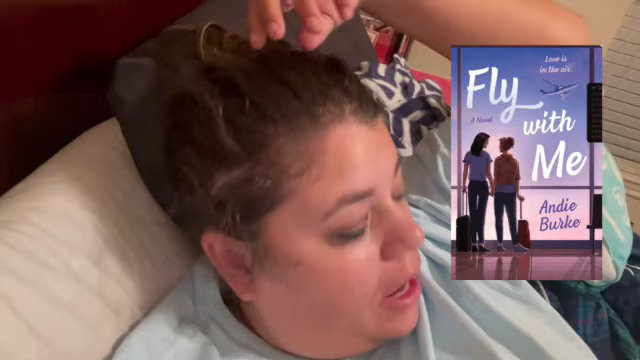 Love is
in the air.
Fly
A Novel
with
Me
Andie
Burke